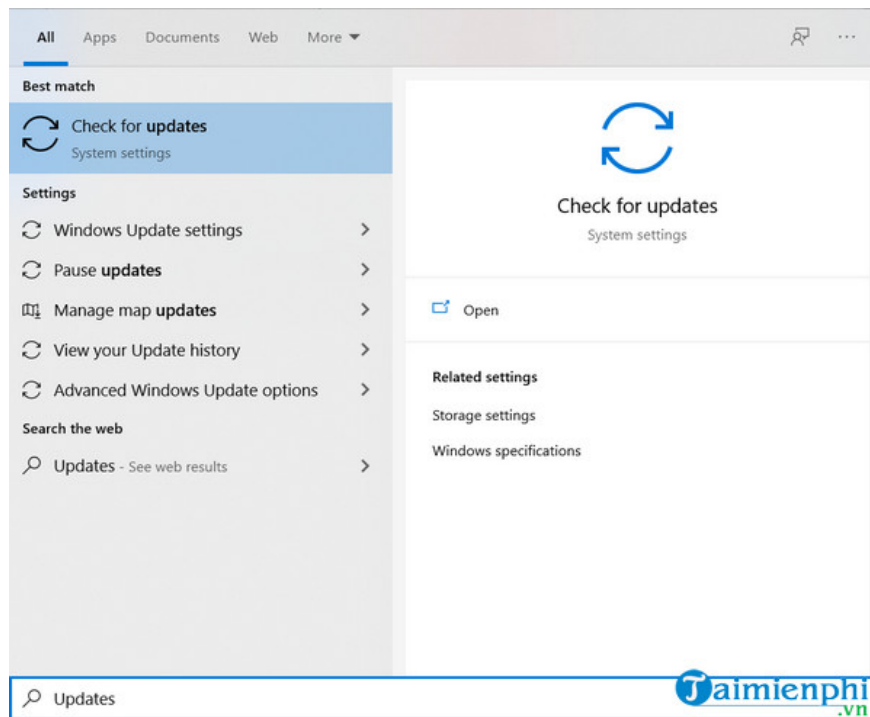 All Apps Documents Web More
Best match
Check for updates
System settings
Settings
Windows Update settings
Pause updates
Manage map updates
View your Update history
Advanced Windows Update options
Search the web
Updates - See web results
Check for updates
System settings
Open
Related settings
Storage settings
Windows specifications
Updates
Taimienphi
.vn